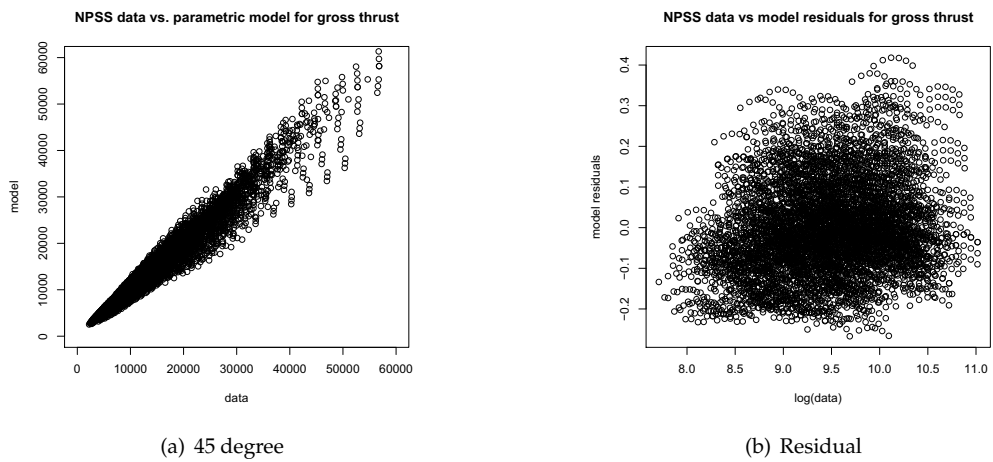 NPSS data vs. parametric model for gross thrust
model
60000
50000
40000
30000
20000
10000
0
0 10000 20000 30000 40000 50000 60000
data
(a) 45 degree
NPSS data vs model residuals for gross thrust
model residuals
0.4
0.3
0.2
0.1
0.0
−0.1
−0.2
8.0 8.5 9.0 9.5 10.0 10.5 11.0
log(data)
(b) Residual